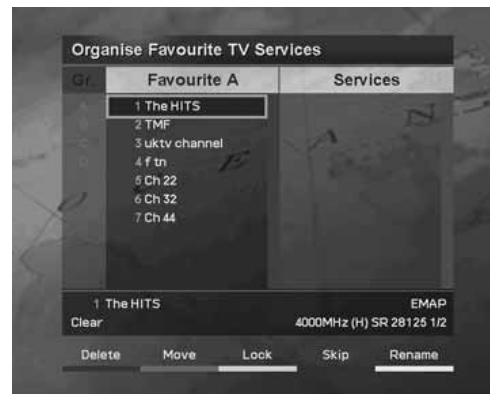 Organise Favourite TV Services
Gr. Favourite A Services
A 1 The HITS
B 2 TMF
C 3 uktv channel
D 4 f tn
5 Ch 22
6 Ch 32
7 Ch 44
1 The HITS EMAP
Clear 4000MHz (H) SR 28125 1/2
Delete Move Lock Skip Rename